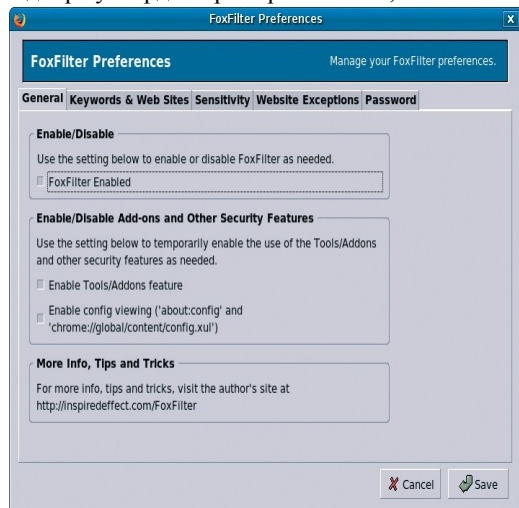 FoxFilter Preferences
FoxFilter Preferences
Manage your FoxFilter preferences.
General Keywords & Web Sites Sensitivity Website Exceptions Password
Enable/Disable
Use the setting below to enable or disable FoxFilter as needed.
FoxFilter Enabled
Enable/Disable Add-ons and Other Security Features
Use the setting below to temporarily enable the use of the Tools/Addons
and other security features as needed.
Enable Tools/Addons feature
Enable config viewing ('about:config' and
'chrome://global/content/config.xul')
More Info, Tips and Tricks
For more info, tips and tricks, visit the author's site at
http://inspiredeffect.com/FoxFilter
Cancel Save